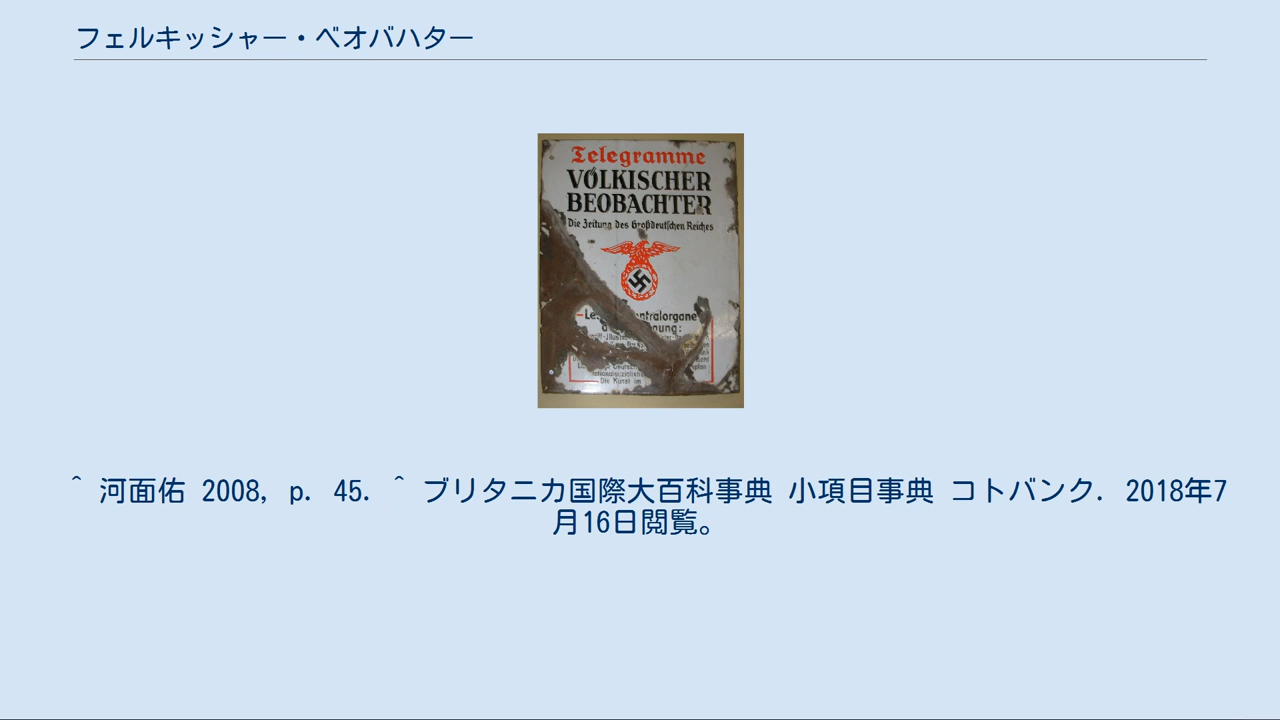 フェルキッシャー・ベオバハター
Telegramme
VÖLKISCHER
BEOBACHTER
Die Zeitung des Großdeutschen Reiches
^ 河面佑 2008, p. 45. ^ ブリタニカ国際大百科事典 小項目事典 コトバンク. 2018年7
月16日閲覧。